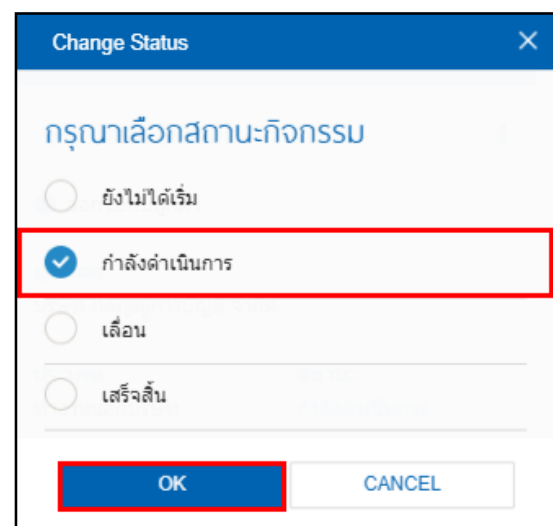 Change Status
กรุณาเลือกสถานะกิจกรรม
ยังไม่ได้เริ่ม
กำลังดำเนินการ
เลื่อน
เสร็จสิ้น
OK CANCEL